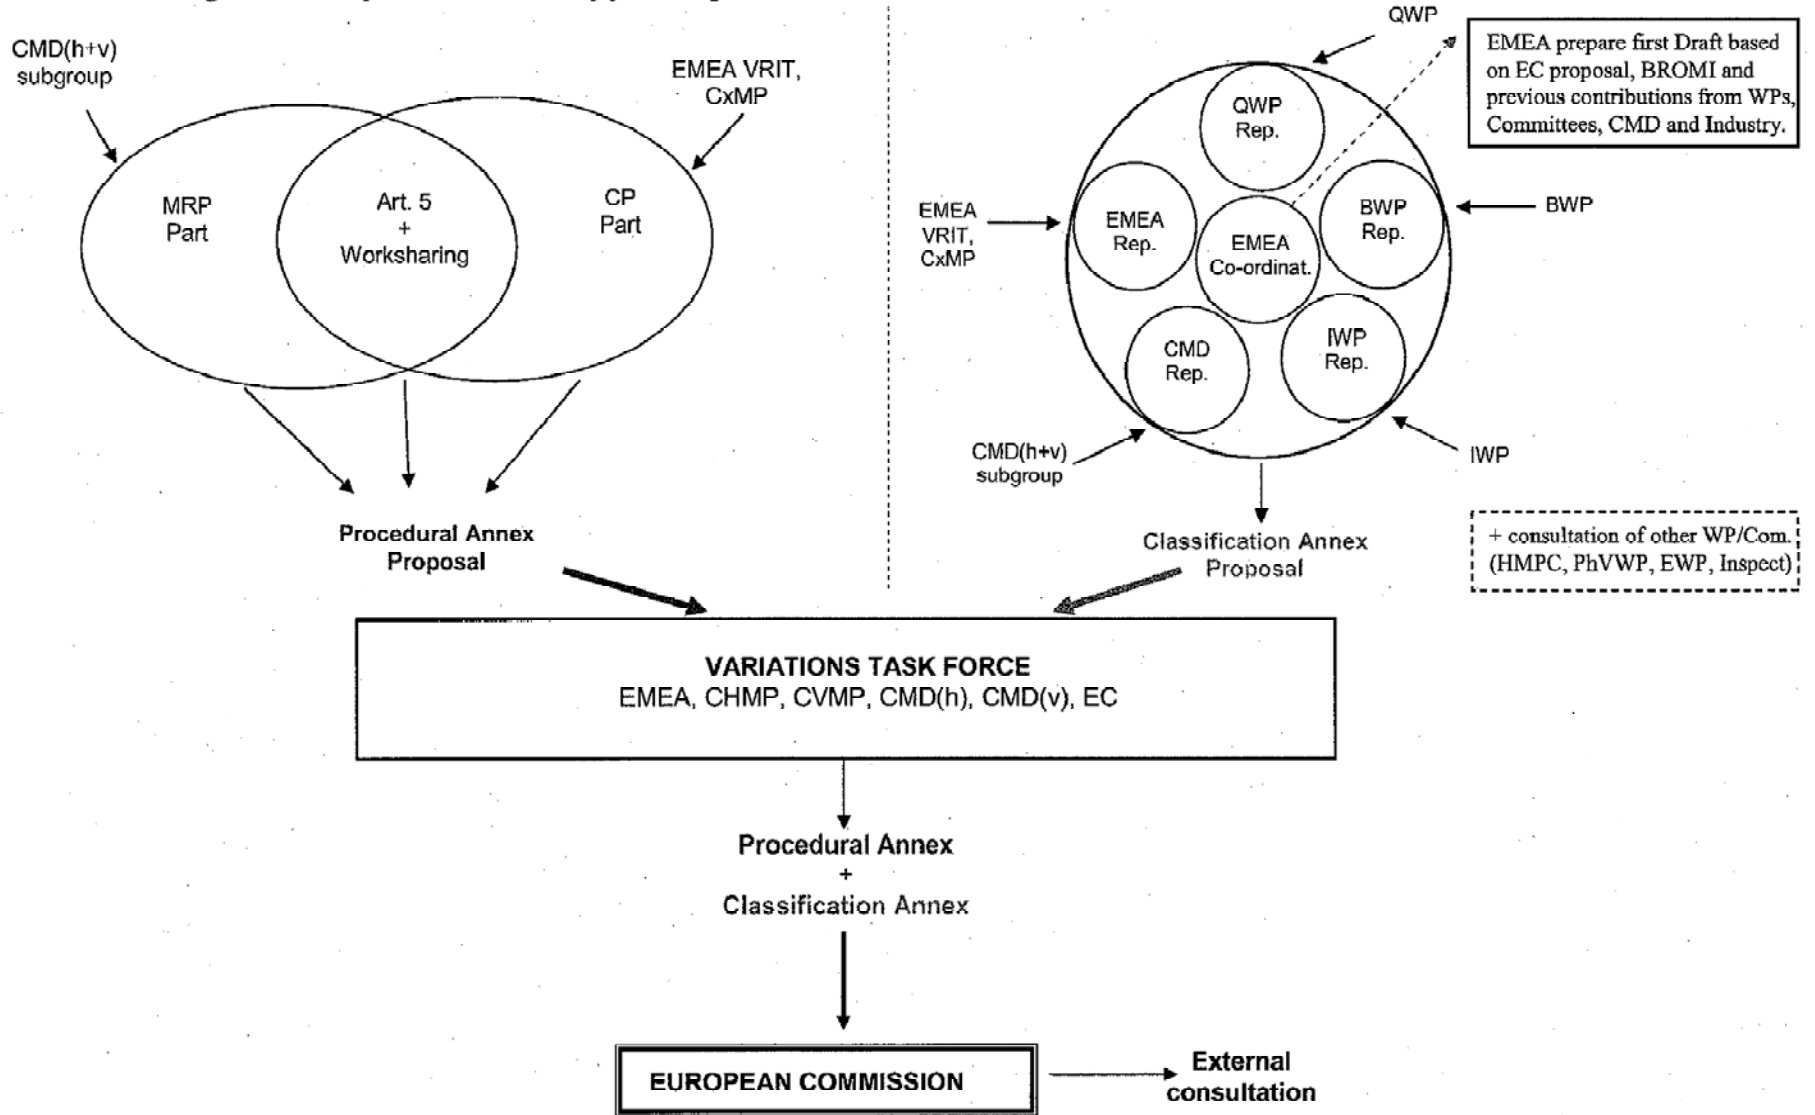 CMD(h+v)
subgroup
EMEA VRIT,
CxMP
MRP
Part
Art. 5
+
Worksharing
CP
Part
Procedural Annex
Proposal
QWP
EMEA prepare first Draft based
on EC proposal, BROMI and
previous contributions from WPs,
Committees, CMD and Industry.
QWP
Rep.
EMEA
VRIT,
CxMP
EMEA
Rep.
EMEA
Co-ordinat.
BWP
Rep.
BWP
CMD
Rep.
IWP
Rep.
CMD(h+v)
subgroup
IWP
Classification Annex
Proposal
+ consultation of other WP/Com.
(HMPC, PhVWP, EWP, Inspect)
VARIATIONS TASK FORCE
EMEA, CHMP, CVMP, CMD(h), CMD(v), EC
Procedural Annex
+
Classification Annex
EUROPEAN COMMISSION
External
consultation